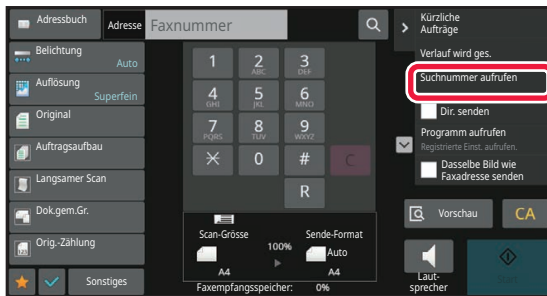 Adressbuch
Adresse
Faxnummer
Kürzliche
Aufträge
Belichtung
Auto
Verlauf wird ges.
Auflösung
Superfein
Suchnummer aufrufen
Original
Dir. senden
Auftragsaufbau
Programm aufrufen
Registrierte Einst. aufrufen.
Langsamer Scan
Dasselbe Bild wie
Faxadresse senden
Dok.gem.Gr.
Orig.-Zählung
Sonstiges
1
2
ABC
3
DEF
4
GHI
5
JKL
6
MNO
7
PQRS
8
TUV
9
WXYZ
0
#
C
R
Scan-Grösse
100%
Sende-Format
Auto
A4
A4
Faxempfangsspeicher: 0%
Vorschau
CA
Laut-
sprecher
Start